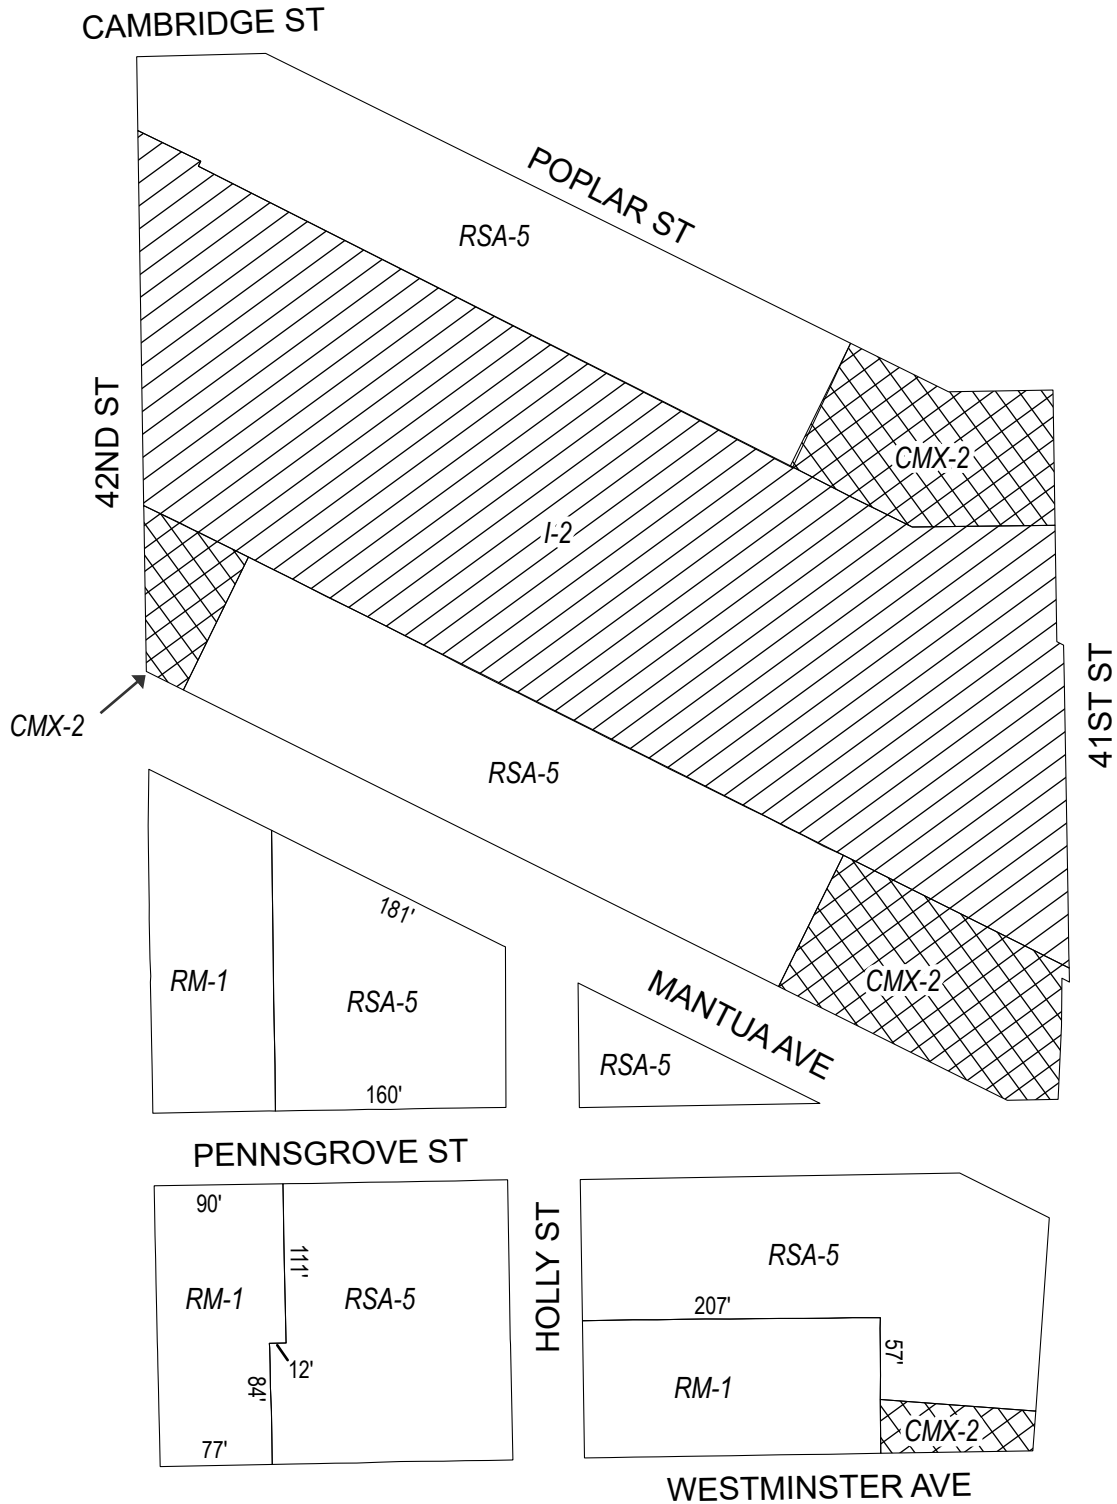 CAMBRIDGE ST
POPLAR ST
RSA-5
42ND ST
CMX-2
I-2
41ST ST
CMX-2
RSA-5
181'
RM-1
RSA-5
MANTUA AVE
CMX-2
RSA-5
160'
PENNSGROVE ST
90'
111'
HOLLY ST
RSA-5
RM-1
RSA-5
207'
57'
12'
84'
RM-1
CMX-2
77'
WESTMINSTER AVE